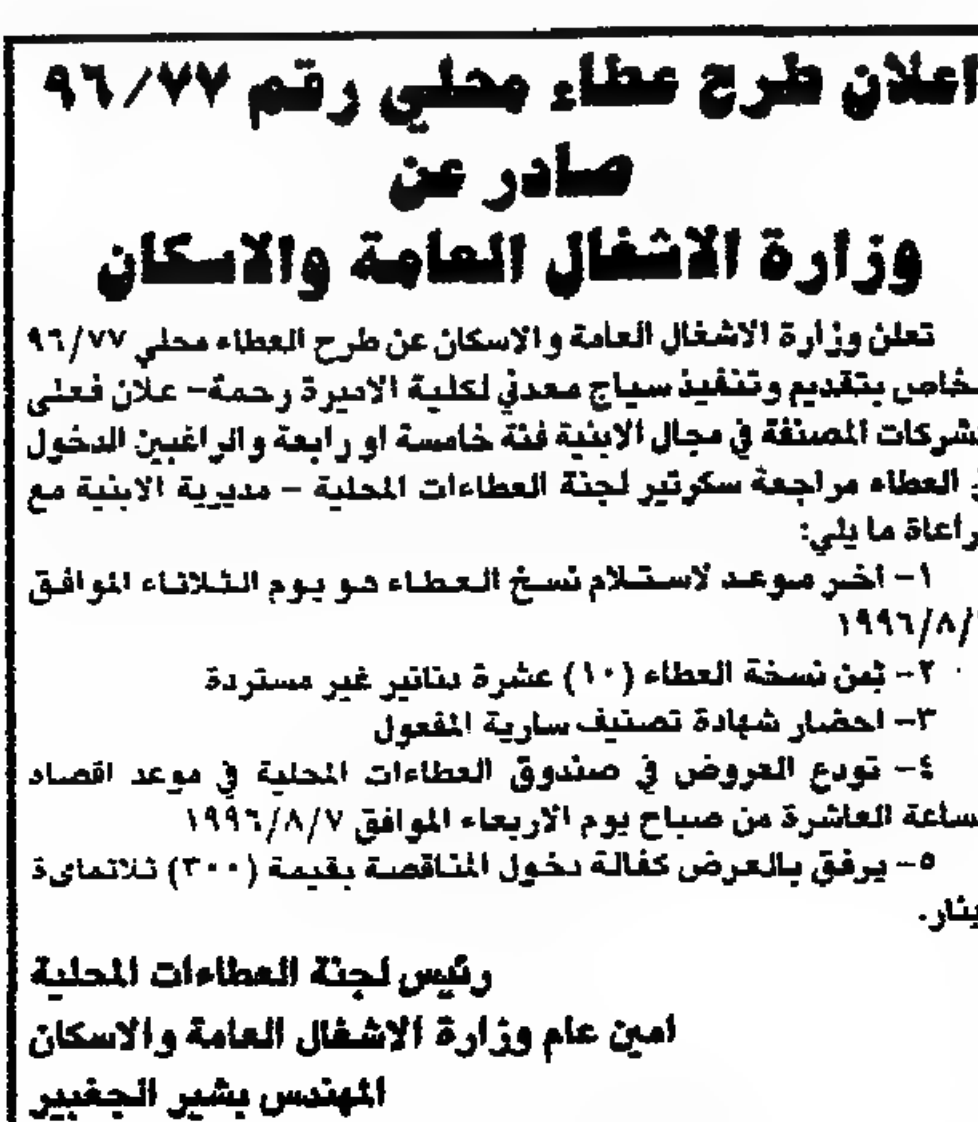 اعلان طرح عطاء محلي رقم ٩٦/٧٧
صادر عن
وزارة الاشغال العامة والاسكان
تعلن وزارة الاشغال العامة والاسكان عن طرح العطاء محلي ٩٦/٧٧
خاص بتقديم وتنفيذ سياج معدني لكلية الاميرة رحمة - علان فعلى
شركات المصنفة في مجال الابنية فئة خامسة او رابعة والراغبين الدخول
العطاء مراجعة سكرتير لجنة العطاءات المحلية - مديرية الابنية مع
راعاة ما يلي:
١- اخر موعد لاستلام نسخ العطاء هو يوم الثلاثاء الموافق
/١٩٩٦/٨
٢- ثمن نسخة العطاء (١٠) عشرة دنانير غير مستردة
٣- احضار شهادة تصنيف سارية المفعول
٤- تودع العروض في صندوق العطاءات المحلية في موعد اقصاه
ساعة العاشرة من صباح يوم الاربعاء الموافق ١٩٩٦/٨/٧
٥- يرفق بالعرض كفالة دخول المناقصة بقيمة (٣٠٠) ثلاثماية
ينار.
رئيس لجنة العطاءات المحلية
امين عام وزارة الاشغال العامة والاسكان
المهندس بشير الجغبير